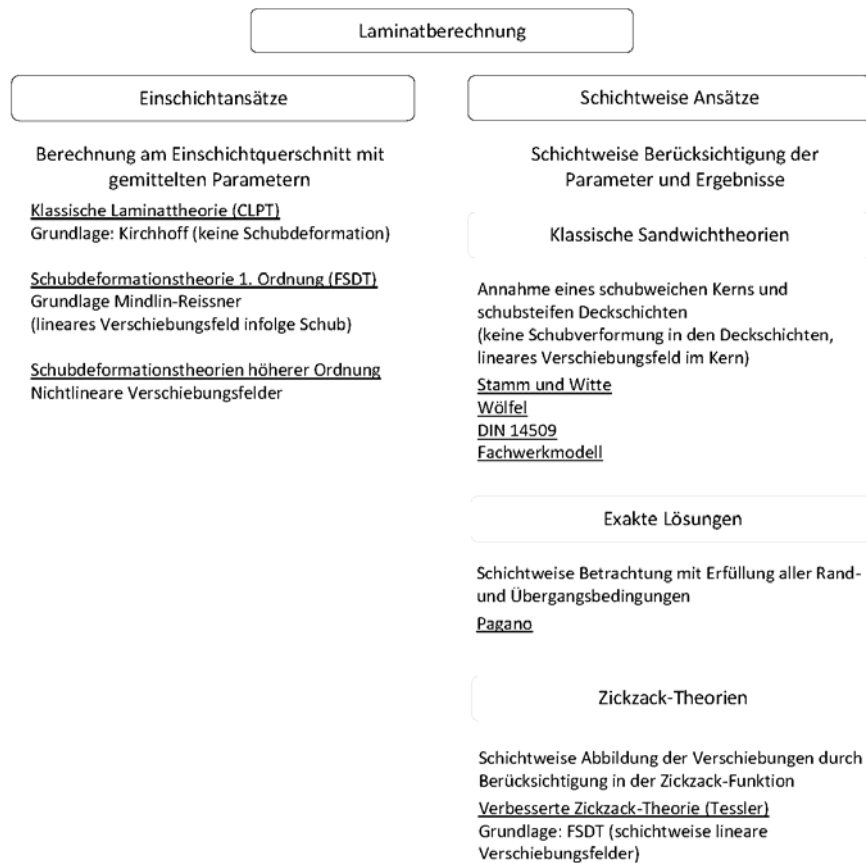 Laminatberechnung
Einschichtansätze
Berechnung am Einschichtquerschnitt mit
gemittelten Parametern
Klassische Laminattheorie (CLPT)
Grundlage: Kirchhoff (keine Schubdeformation)
Schubdeformationstheorie 1. Ordnung (FSDT)
Grundlage Mindlin-Reissner
(lineares Verschiebungsfeld infolge Schub)
Schubdeformationstheorien höherer Ordnung
Nichtlineare Verschiebungsfelder
Schichtweise Ansätze
Schichtweise Berücksichtigung der
Parameter und Ergebnisse
Klassische Sandwichtheorien
Annahme eines schubweichen Kerns und
schubsteifen Deckschichten
(keine Schubverformung in den Deckschichten,
lineares Verschiebungsfeld im Kern)
Stamm und Witte
Wölfel
DIN 14509
Fachwerkmodell
Exakte Lösungen
Schichtweise Betrachtung mit Erfüllung aller Rand-
und Übergangsbedingungen
Pagano
Zickzack-Theorien
Schichtweise Abbildung der Verschiebungen durch
Berücksichtigung in der Zickzack-Funktion
Verbesserte Zickzack-Theorie (Tessler)
Grundlage: FSDT (schichtweise lineare
Verschiebungsfelder)